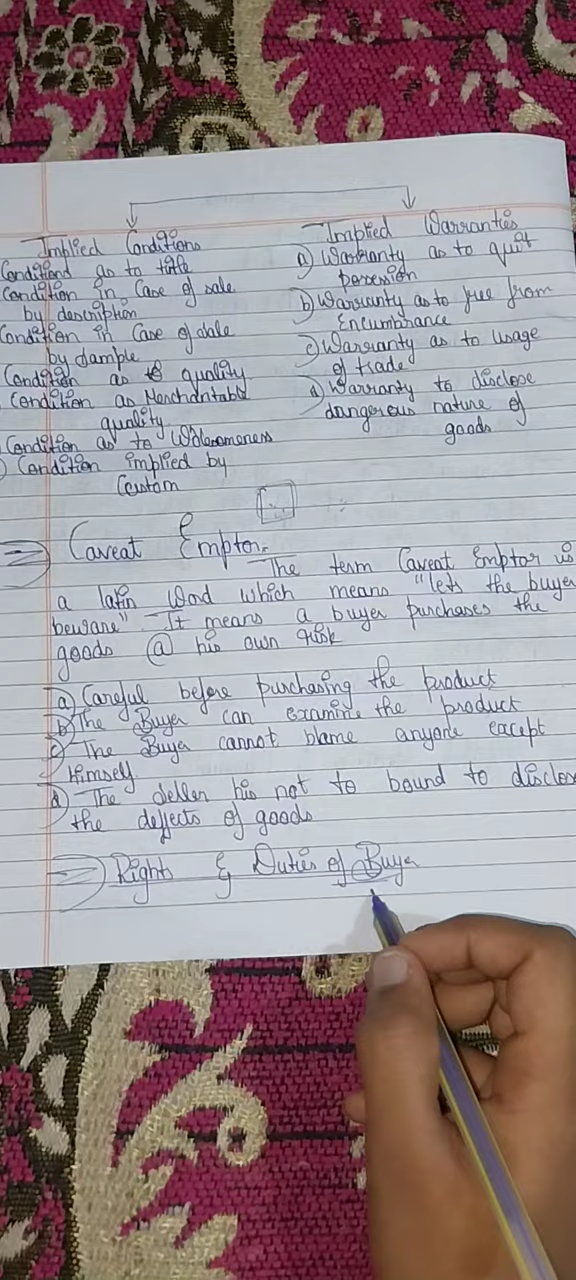 Implied Conditions
Conditiond as to title
Condition in Case of sale
by description
Condition in Case of sale
by sample
Condition as to quality
Condition as Merchantable
quality
Condition as to Wolesomeness
Condition implied by
Custom
Implied Warranties
a) Warranty as to quit
possession
b) Warranty as to free from
Encumbrance
c) Warranty as to usage
of trade
d) Warranty to disclose
dangerous nature of
goods
Caveat Emptor.
The term Caveat Emptor is
a latin Word which means "lets the buyer
beware" It means a buyer purchases the
goods @ his own risk
a) Careful before purchasing the product
b) The Buyer can examine the product
c) The Buyer cannot blame anyone except
himself.
d) The seller his not to bound to disclose
the defects of goods
Rights & Duties of Buyer